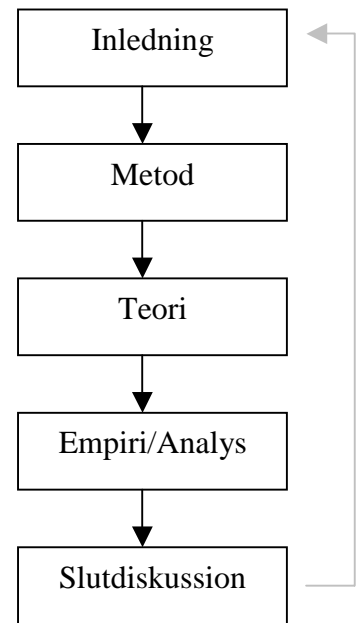 Inledning
Metod
Teori
Empiri/Analys
Slutdiskussion